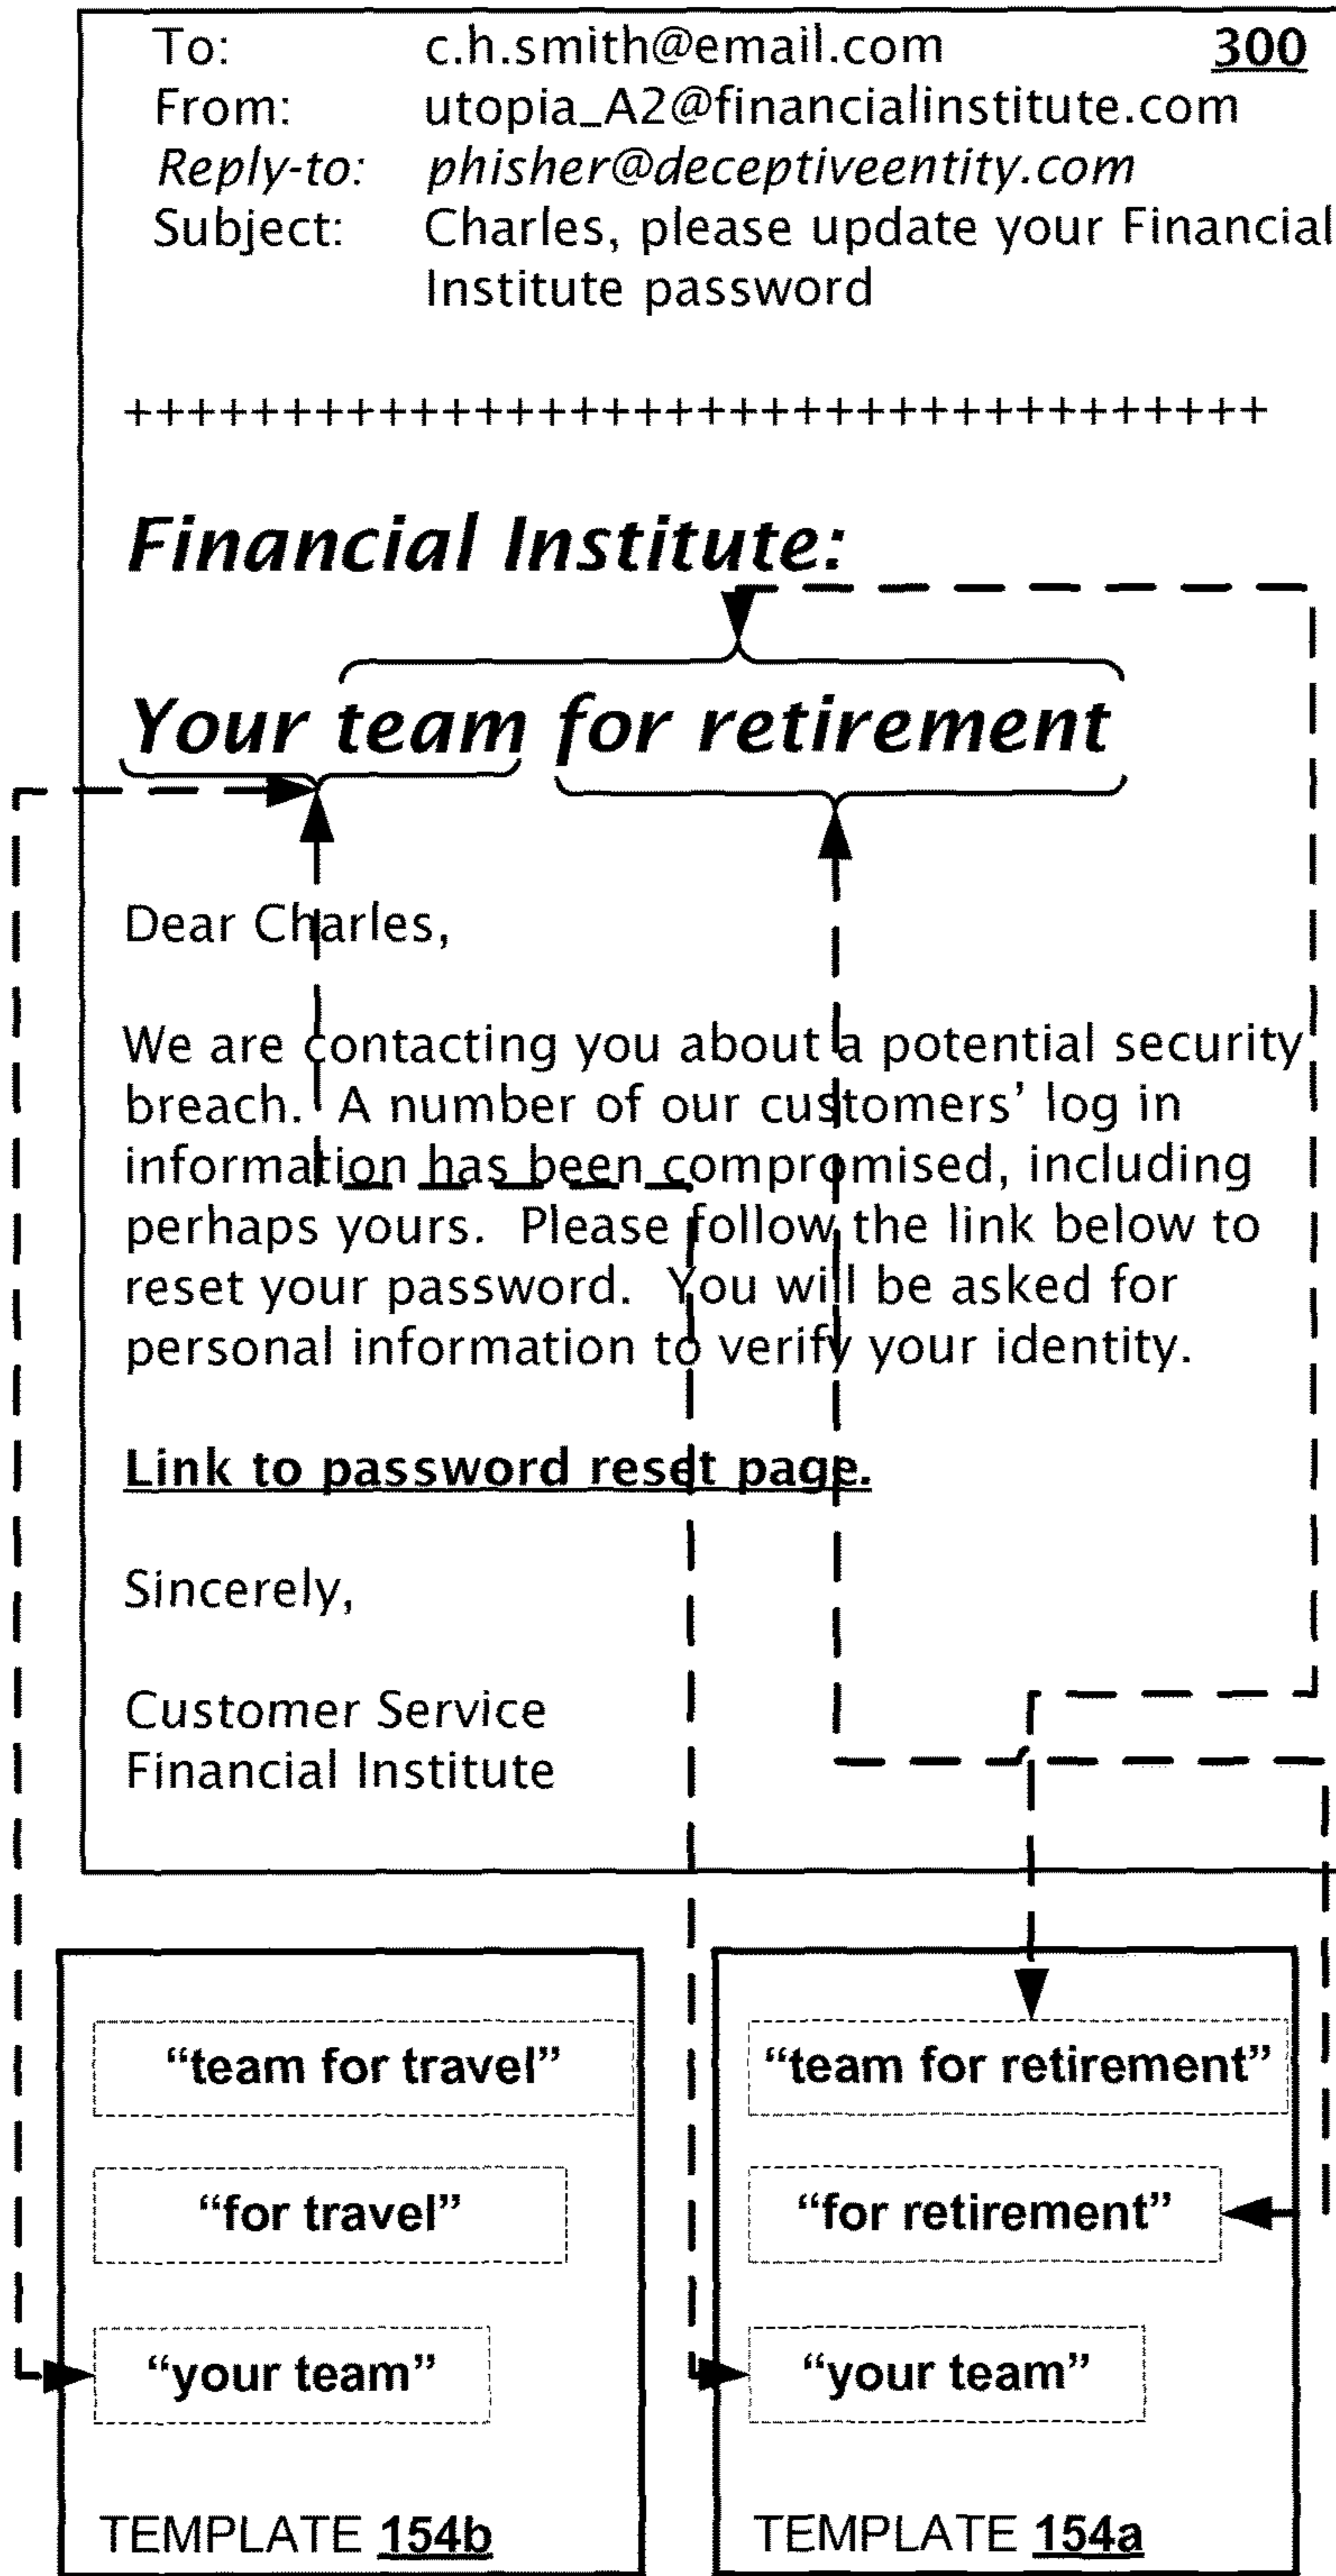 To: c.h.smith@email.com 300
From: utopia_A2@financialinstitute.com
Reply-to: phisher@deceptiveentity.com
Subject: Charles, please update your Financial
Institute password
++++++++++++++++++++++++++++++++++++
Financial Institute:
Your team for retirement
Dear Charles,
We are contacting you about a potential security
breach. A number of our customers’ log in
information has been compromised, including
perhaps yours. Please follow the link below to
reset your password. You will be asked for
personal information to verify your identity.
Link to password reset page.
Sincerely,
Customer Service
Financial Institute
“team for travel”
“for travel”
“your team”
TEMPLATE 154b
“team for retirement”
“for retirement”
“your team”
TEMPLATE 154a